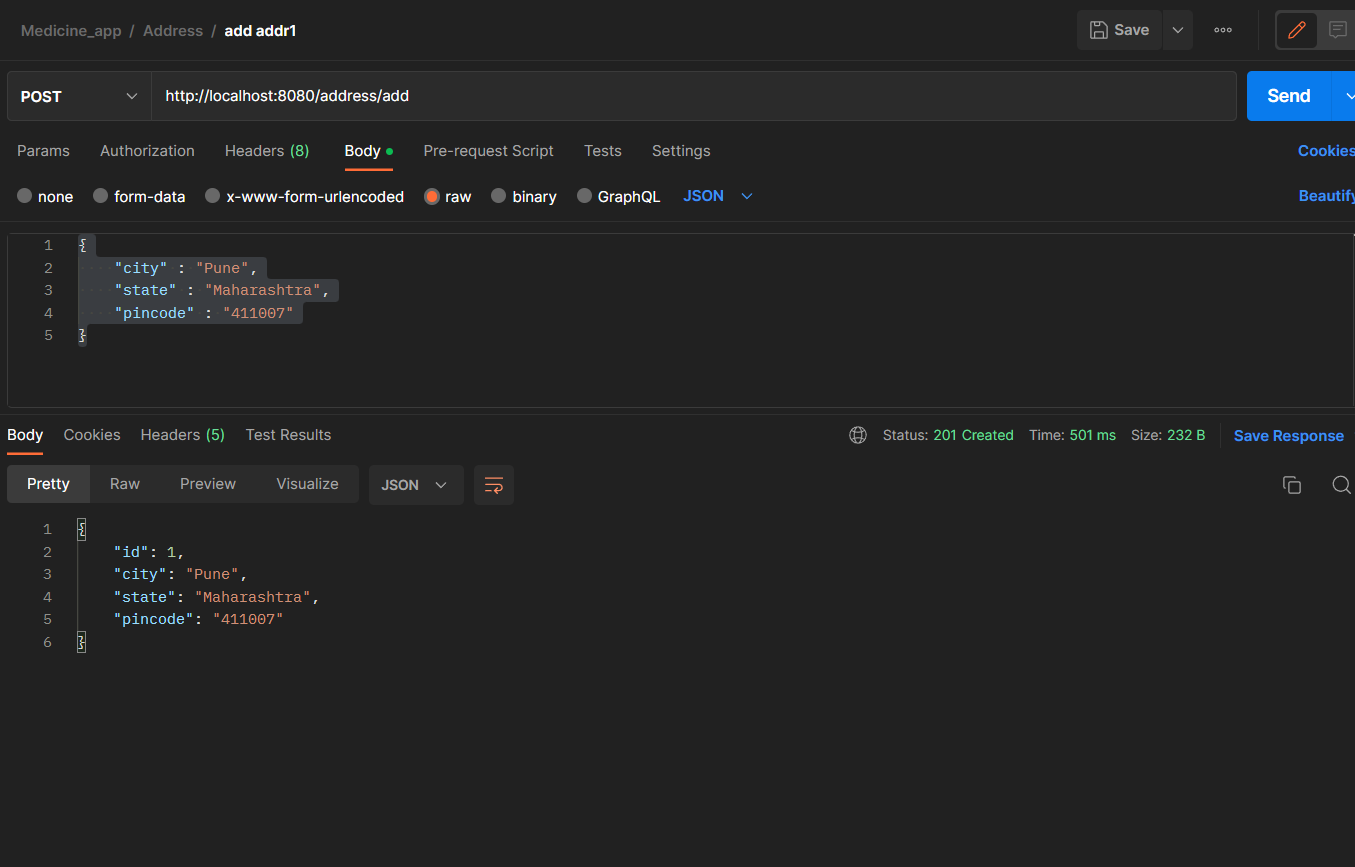 Medicine_app / Address / add addr1
Save
POST
http://localhost:8080/address/add
Send
Params Authorization Headers (8) Body Pre-request Script Tests Settings Cookies
none form-data x-www-form-urlencoded raw binary GraphQL JSON Beautify
1 {
2 "city" : "Pune",
3 "state" : "Maharashtra",
4 "pincode" : "411007"
5 }
Body Cookies Headers (5) Test Results Status: 201 Created Time: 501 ms Size: 232 B Save Response
Pretty Raw Preview Visualize JSON
1 {
2 "id": 1,
3 "city": "Pune",
4 "state": "Maharashtra",
5 "pincode": "411007"
6 }